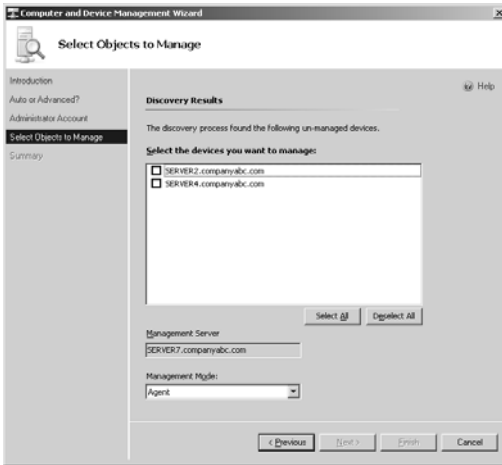 Computer and Device Management Wizard
Select Objects to Manage
Introduction
Auto or Advanced?
Administrator Account
Select Objects to Manage
Summary
Help
Discovery Results
The discovery process found the following un-managed devices.
Select the devices you want to manage:
SERVER2.companyabc.com
SERVER4.companyabc.com
Select All
Deselect All
Management Server
SERVER7.companyabc.com
Management Mode:
Agent
< Previous
Next >
Finish
Cancel